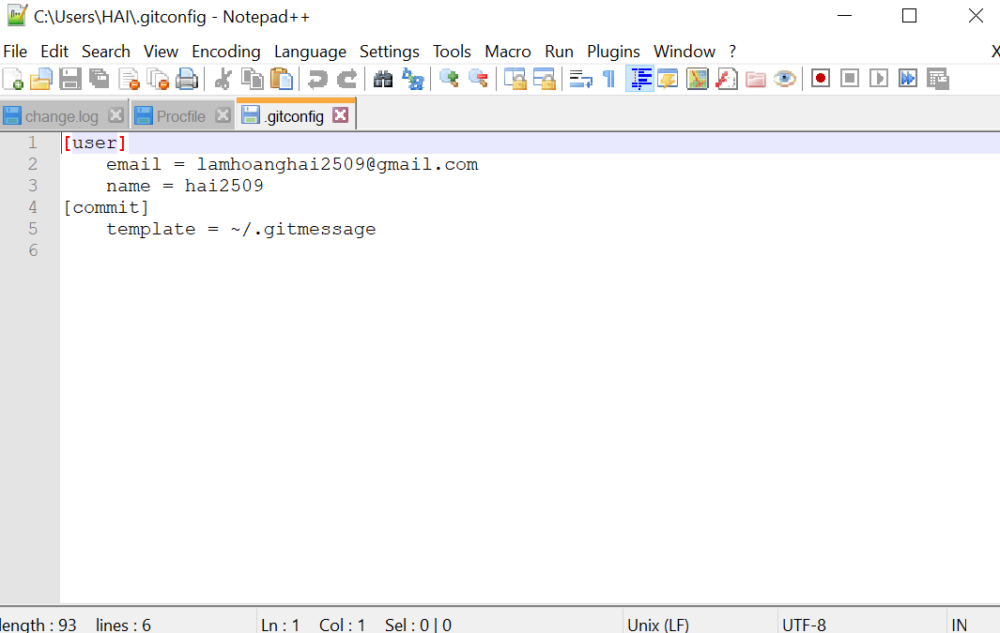 C:\Users\HAI\.gitconfig - Notepad++
File Edit Search View Encoding Language Settings Tools Macro Run Plugins Window ? X
change.log Procfile .gitconfig
1 [user]
2 email = lamhoanghai2509@gmail.com
3 name = hai2509
4 [commit]
5 template = ~/.gitmessage
6
length : 93 lines : 6 Ln : 1 Col : 1 Sel : 0 | 0 Unix (LF) UTF-8 IN